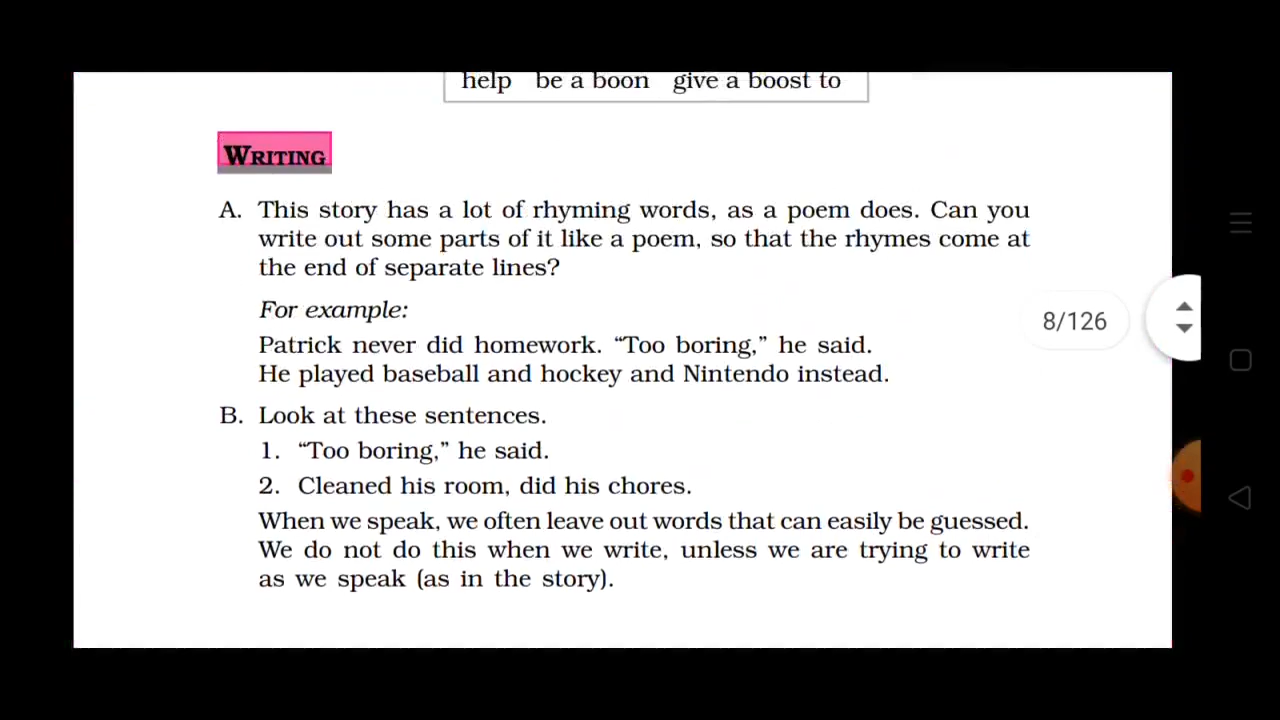 help be a boon give a boost to
WRITING
A. This story has a lot of rhyming words, as a poem does. Can you
write out some parts of it like a poem, so that the rhymes come at
the end of separate lines?
For example:
Patrick never did homework. “Too boring,” he said.
He played baseball and hockey and Nintendo instead.
8/126
B. Look at these sentences.
1. “Too boring,” he said.
2. Cleaned his room, did his chores.
When we speak, we often leave out words that can easily be guessed.
We do not do this when we write, unless we are trying to write
as we speak (as in the story).